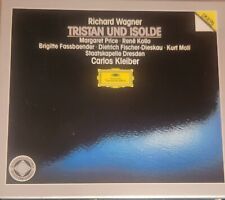 Richard Wagner
TRISTAN UND ISOLDE
Margaret Price · René Kollo
Brigitte Fassbaender · Dietrich Fischer-Dieskau · Kurt Moll
Staatskapelle Dresden
Carlos Kleiber